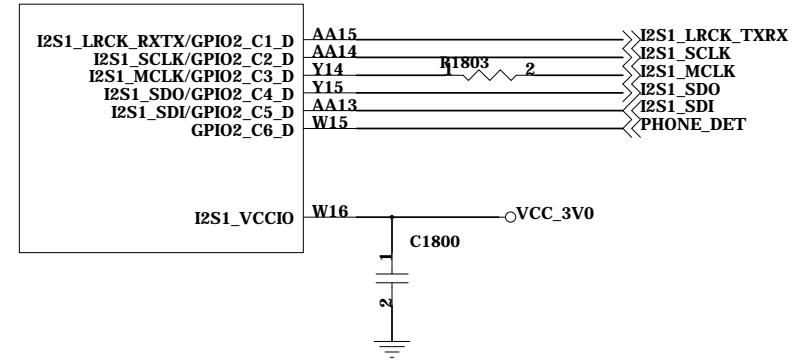 I2S1_LRCK_RXTX/GPIO2_C1_D AA15 I2S1_LRCK_TXRX
I2S1_SCLK/GPIO2_C2_D AA14 I2S1_SCLK
I2S1_MCLK/GPIO2_C3_D Y14 R1803 1 2 I2S1_MCLK
I2S1_SDO/GPIO2_C4_D Y15 I2S1_SDO
I2S1_SDI/GPIO2_C5_D AA13 I2S1_SDI
GPIO2_C6_D W15 PHONE_DET
I2S1_VCCIO W16 VCC_3V0
C1800
1
2